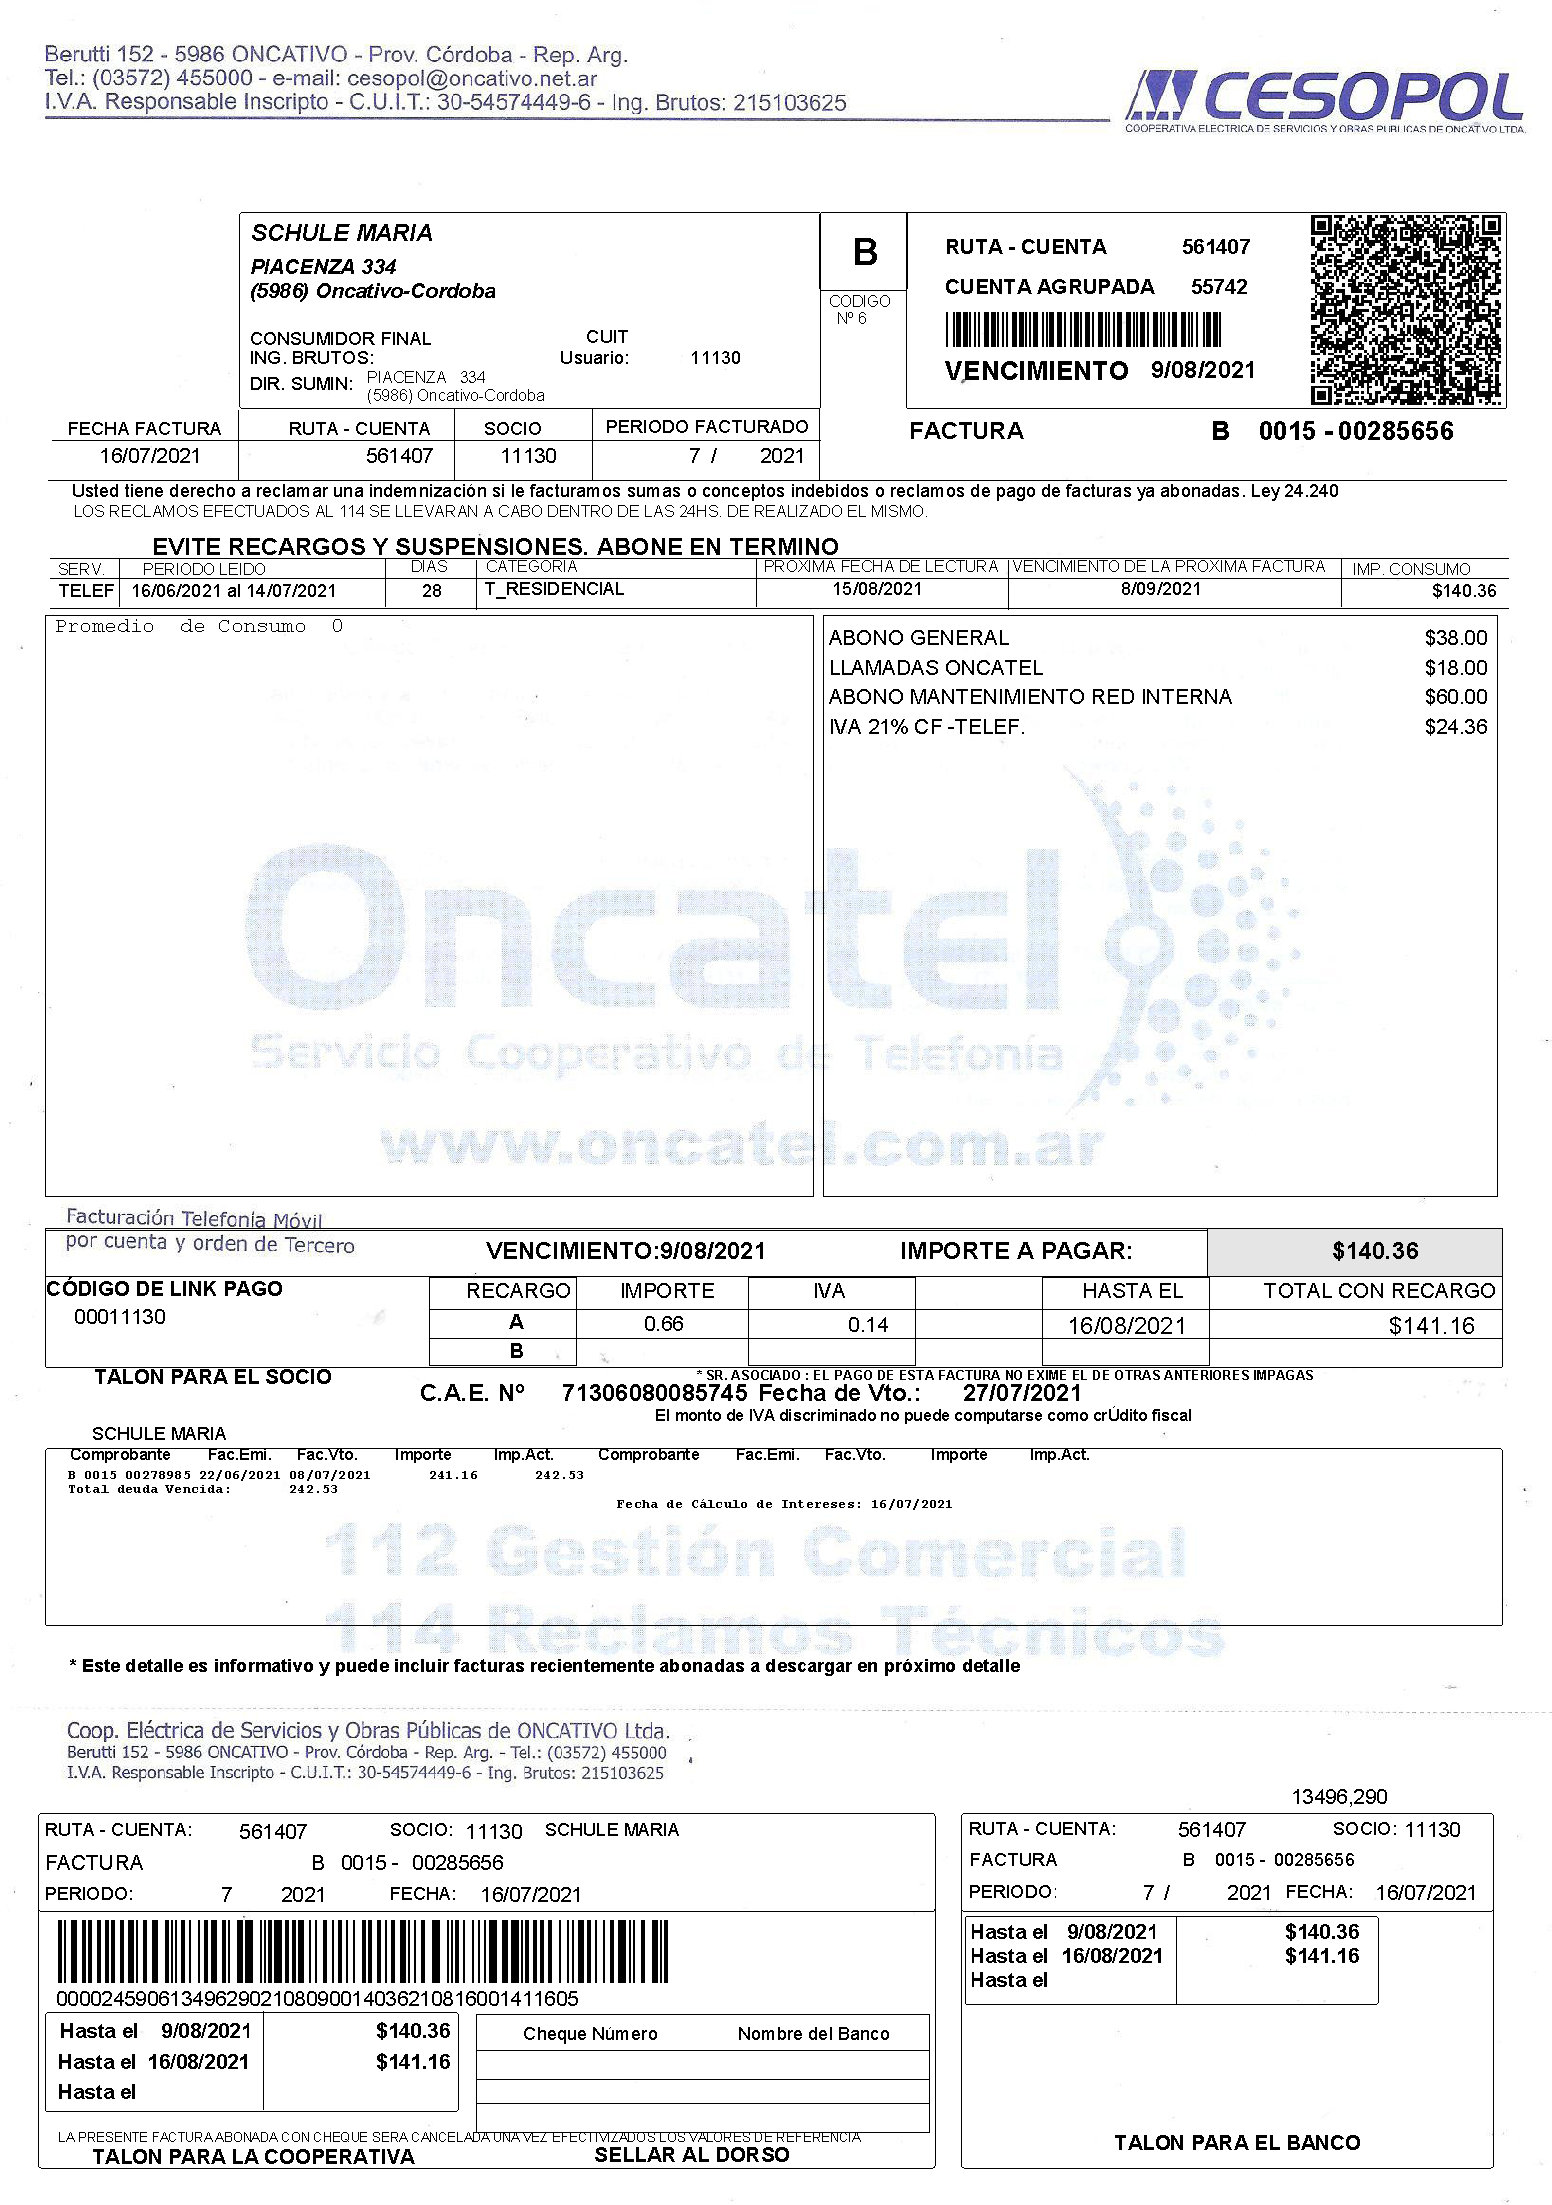 Berutti 152 - 5986 ONCATIVO - Prov. Córdoba - Rep. Arg.
Tel.: (03572) 455000 - e-mail: cesopol@oncativo.net.ar
I.V.A. Responsable Inscripto - C.U.I.T.: 30-54574449-6 - Ing. Brutos: 215103625
CESOPOL
COOPERATIVA ELECTRICA DE SERVICIOS Y OBRAS PUBLICAS DE ONCATIVO LTDA.
SCHULE MARIA
PIACENZA 334
(5986) Oncativo-Cordoba
CONSUMIDOR FINAL CUIT
ING. BRUTOS: Usuario: 11130
DIR. SUMIN: PIACENZA 334
(5986) Oncativo-Cordoba
B
CODIGO
Nº 6
RUTA - CUENTA 561407
CUENTA AGRUPADA 55742
VENCIMIENTO 9/08/2021
FECHA FACTURA RUTA - CUENTA SOCIO PERIODO FACTURADO
16/07/2021 561407 11130 7 / 2021
FACTURA B 0015 - 00285656
Usted tiene derecho a reclamar una indemnización si le facturamos sumas o conceptos indebidos o reclamos de pago de facturas ya abonadas. Ley 24.240
LOS RECLAMOS EFECTUADOS AL 114 SE LLEVARAN A CABO DENTRO DE LAS 24HS. DE REALIZADO EL MISMO.
EVITE RECARGOS Y SUSPENSIONES. ABONE EN TERMINO
SERV. PERIODO LEIDO DIAS CATEGORIA PROXIMA FECHA DE LECTURA VENCIMIENTO DE LA PROXIMA FACTURA IMP. CONSUMO
TELEF 16/06/2021 al 14/07/2021 28 T_RESIDENCIAL 15/08/2021 8/09/2021 $140.36
Promedio de Consumo 0
ABONO GENERAL $38.00
LLAMADAS ONCATEL $18.00
ABONO MANTENIMIENTO RED INTERNA $60.00
IVA 21% CF -TELEF. $24.36
Oncatel
Servicio Cooperativo de Telefonía
www.oncatel.com.ar
Facturación Telefonía Móvil
por cuenta y orden de Tercero
VENCIMIENTO:9/08/2021 IMPORTE A PAGAR: $140.36
CÓDIGO DE LINK PAGO
00011130
RECARGO IMPORTE IVA HASTA EL TOTAL CON RECARGO
A 0.66 0.14 16/08/2021 $141.16
B
TALON PARA EL SOCIO
* SR. ASOCIADO : EL PAGO DE ESTA FACTURA NO EXIME EL DE OTRAS ANTERIORES IMPAGAS
C.A.E. Nº 71306080085745 Fecha de Vto.: 27/07/2021
El monto de IVA discriminado no puede computarse como crÚdito fiscal
SCHULE MARIA
Comprobante Fac.Emi. Fac.Vto. Importe Imp.Act. Comprobante Fac.Emi. Fac.Vto. Importe Imp.Act.
B 0015 00278985 22/06/2021 08/07/2021 241.16 242.53
Total deuda Vencida: 242.53
Fecha de Cálculo de Intereses: 16/07/2021
112 Gestión Comercial
114 Reclamos Técnicos
* Este detalle es informativo y puede incluir facturas recientemente abonadas a descargar en próximo detalle
Coop. Eléctrica de Servicios y Obras Públicas de ONCATIVO Ltda.
Berutti 152 - 5986 ONCATIVO - Prov. Córdoba - Rep. Arg. - Tel.: (03572) 455000
I.V.A. Responsable Inscripto - C.U.I.T.: 30-54574449-6 - Ing. Brutos: 215103625
13496,290
RUTA - CUENTA: 561407 SOCIO: 11130 SCHULE MARIA
FACTURA B 0015 - 00285656
PERIODO: 7 2021 FECHA: 16/07/2021
0000245906134962902108090014036210816001411605
Hasta el 9/08/2021 $140.36
Hasta el 16/08/2021 $141.16
Hasta el
Cheque Número Nombre del Banco
LA PRESENTE FACTURA ABONADA CON CHEQUE SERA CANCELADA UNA VEZ EFECTIVIZADOS LOS VALORES DE REFERENCIA
TALON PARA LA COOPERATIVA SELLAR AL DORSO
RUTA - CUENTA: 561407 SOCIO: 11130
FACTURA B 0015 - 00285656
PERIODO: 7 / 2021 FECHA: 16/07/2021
Hasta el 9/08/2021 $140.36
Hasta el 16/08/2021 $141.16
Hasta el
TALON PARA EL BANCO